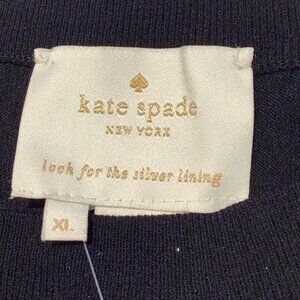 kate spade
NEW YORK
look for the silver lining
XL